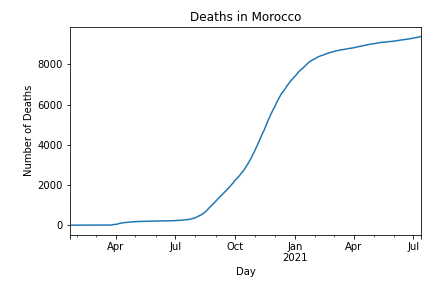 Deaths in Morocco
Number of Deaths
8000
6000
4000
2000
0
Apr Jul Oct Jan Apr Jul
2021
Day